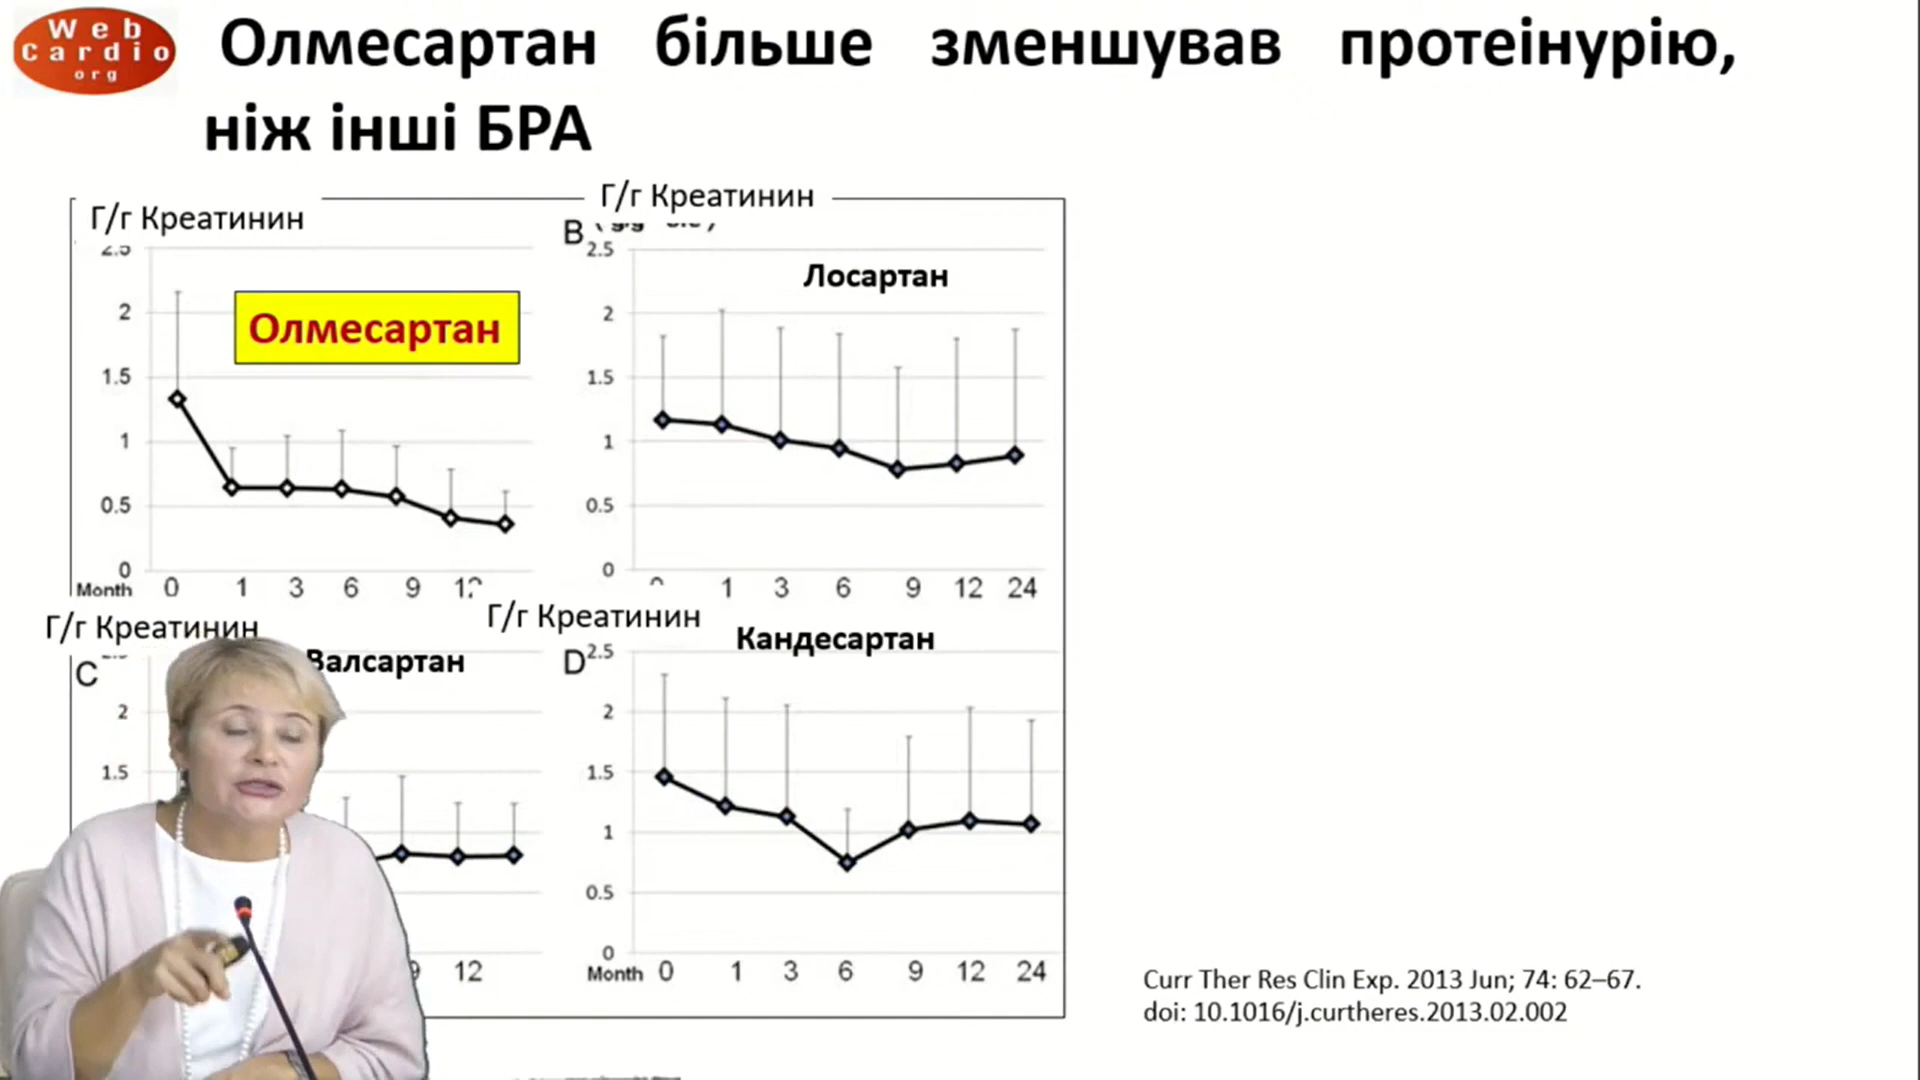 Web
Cardio
org
Олмесартан більше зменшував протеінурію,
ніж інші БРА
Г/г Креатинин
2.5
2
1.5
1
0.5
0
Month 0 1 3 6 9 12
Олмесартан
Г/г Креатинин
B
2.5
2
1.5
1
0.5
0
1 3 6 9 12 24
Лосартан
Г/г Креатинин
C
2
1.5
Валсартан
9 12
Г/г Креатинин
D
2.5
2
1.5
1
0.5
0
Month 0 1 3 6 9 12 24
Кандесартан
Curr Ther Res Clin Exp. 2013 Jun; 74: 62–67.
doi: 10.1016/j.curtheres.2013.02.002